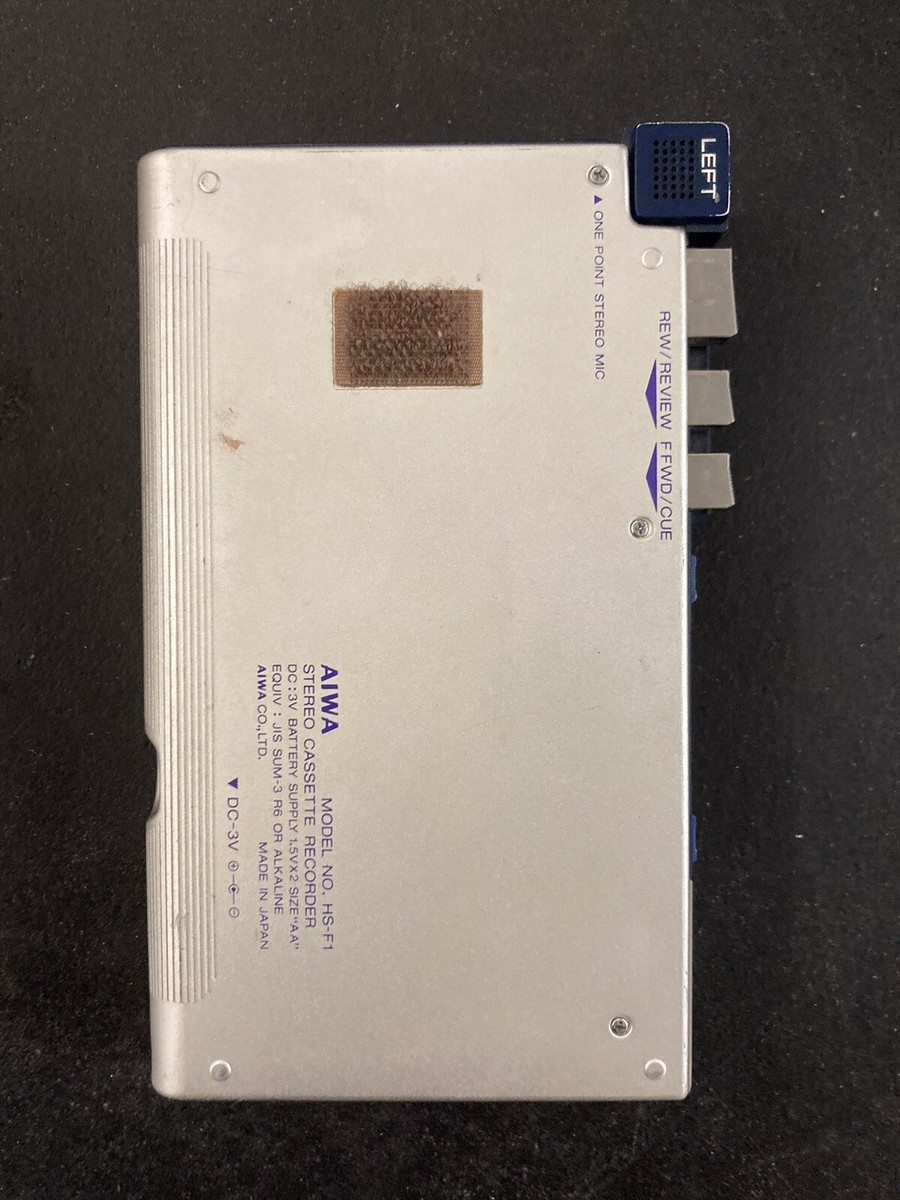 LEFT
▲ ONE POINT STEREO MIC
REW/REVIEW F FWD/CUE
AIWA MODEL NO. HS-F1
STEREO CASSETTE RECORDER
DC:3V BATTERY SUPPLY 1.5VX2 SIZE "AA"
EQUIV : JIS SUM-3 R6 OR ALKALINE
AIWA CO.,LTD. MADE IN JAPAN
▼ DC-3V